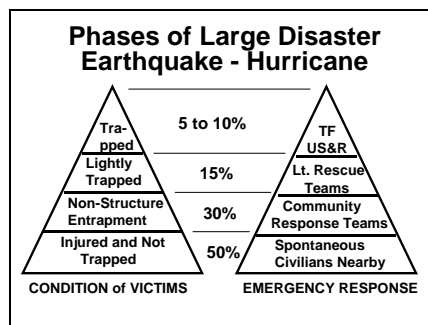 Phases of Large Disaster
Earthquake - Hurricane
Tra-
pped
5 to 10%
TF
US&R
Lightly
Trapped
15%
Lt. Rescue
Teams
Non-Structure
Entrapment
30%
Community
Response Teams
Injured and Not
Trapped
50%
Spontaneous
Civilians Nearby
CONDITION of VICTIMS
EMERGENCY RESPONSE